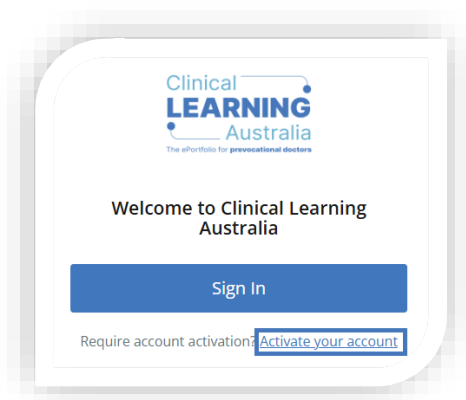 Clinical
LEARNING
Australia
The ePortfolio for prevocational doctors
Welcome to Clinical Learning
Australia
Sign In
Require account activation? Activate your account